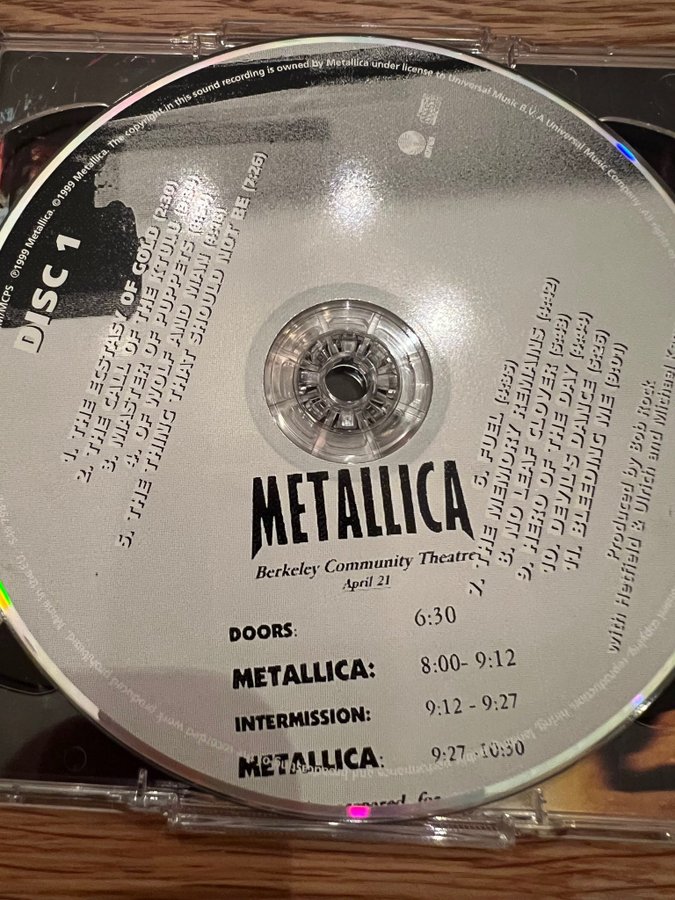 ℗1999 Metallica. ©1999 Metallica. The copyright in this sound recording is owned by Metallica under license to Universal Music B.V. A Universal Music Company. All rights
DISC 1
1. THE ECSTASY OF GOLD (2:30)
2. THE CALL OF THE KTULU
3. MASTER OF PUPPETS
4. OF WOLF AND MAN
5. THE THING THAT SHOULD NOT BE (7:26)
6. FUEL
7. THE MEMORY REMAINS
8. NO LEAF CLOVER
9. HERO OF THE DAY
10. DEVIL'S DANCE
11. BLEEDING ME (9:01)
Produced by Bob Rock
with Hetfield & Ulrich and Michael
METALLICA
Berkeley Community Theatre
April 21
DOORS: 6:30
METALLICA: 8:00- 9:12
INTERMISSION: 9:12 - 9:27
METALLICA: 9:27 -10:30